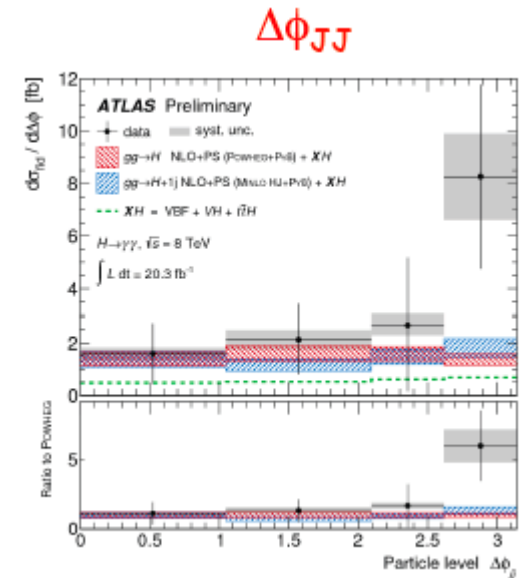 Δϕ_JJ
dσ_fid / dΔϕ [fb]
ATLAS Preliminary
data syst. unc.
gg→H NLO+PS (POWHEG+PY8) + XH
gg→H+1j NLO+PS (MINLO HJ+PY8) + XH
XH = VBF + VH + tt̄H
H→γγ, √s = 8 TeV
∫ L dt = 20.3 fb⁻¹
12
10
8
6
4
2
0
Ratio to POWHEG
5
0
0 0.5 1 1.5 2 2.5 3
Particle level Δϕ_jj